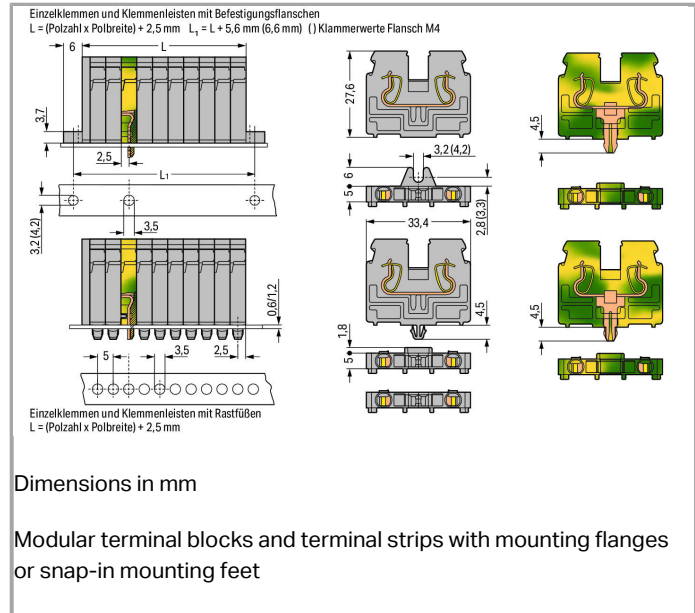 Einzelklemmen und Klemmenleisten mit Befestigungsflanschen
L = (Polzahl x Polbreite) + 2,5 mm L₁ = L + 5,6 mm (6,6 mm) ( ) Klammerwerte Flansch M4
6
L
3,7
2,5
L₁
3,2 (4,2)
3,5
27,6
3,2 (4,2)
6
5
2,8 (3,3)
33,4
4,5
0,6/1,2
5
3,5
2,5
4,5
1,8
5
4,5
Einzelklemmen und Klemmenleisten mit Rastfüßen
L = (Polzahl x Polbreite) + 2,5 mm
Dimensions in mm
Modular terminal blocks and terminal strips with mounting flanges
or snap-in mounting feet